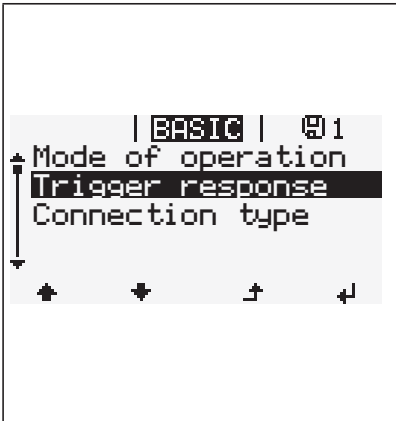 | BASIC | 1
Mode of operation
Trigger response
Connection type